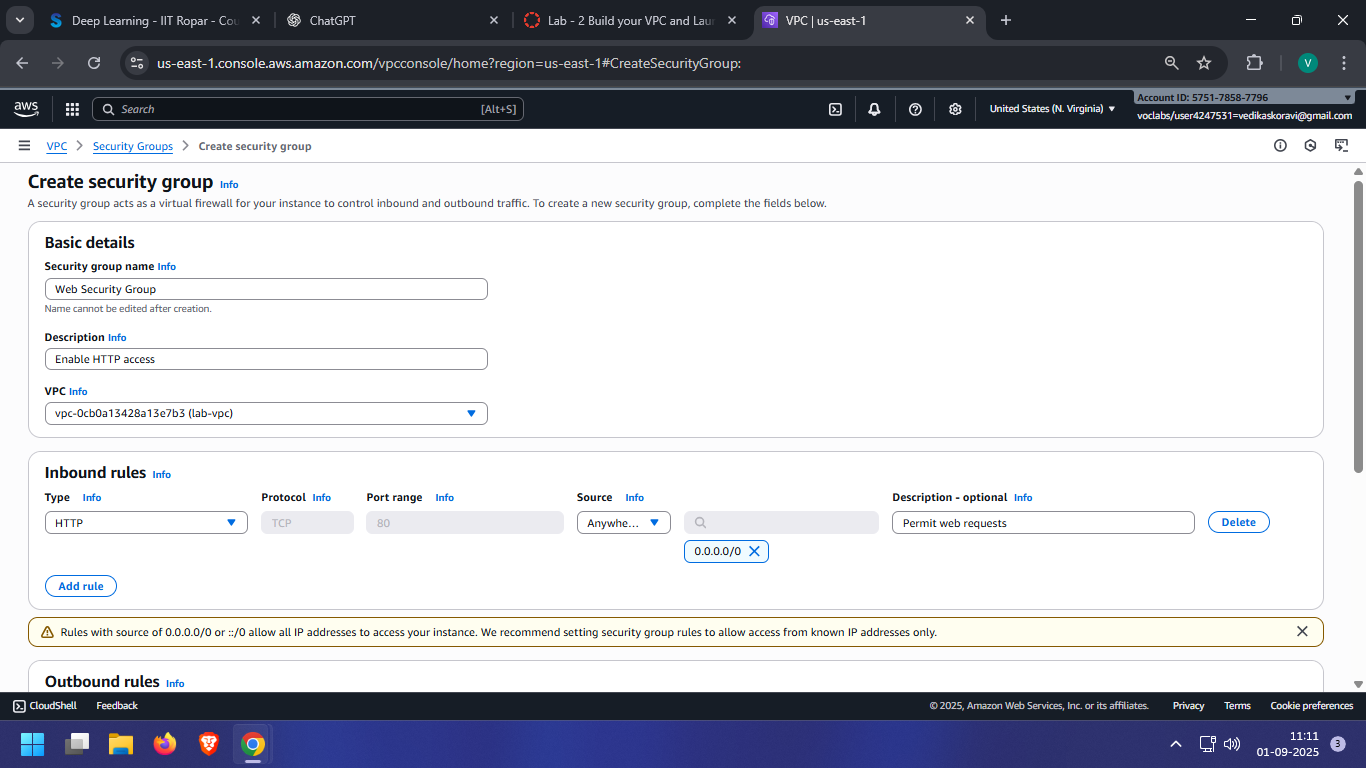 Deep Learning - IIT Ropar - Cou
ChatGPT
Lab - 2 Build your VPC and Laun
VPC | us-east-1
us-east-1.console.aws.amazon.com/vpcconsole/home?region=us-east-1#CreateSecurityGroup:
V
aws
Search
[Alt+S]
United States (N. Virginia)
Account ID: 5751-7858-7796
voclabs/user4247531=vedikaskoravi@gmail.com
VPC
Security Groups
Create security group
Create security group Info
A security group acts as a virtual firewall for your instance to control inbound and outbound traffic. To create a new security group, complete the fields below.
Basic details
Security group name Info
Web Security Group
Name cannot be edited after creation.
Description Info
Enable HTTP access
VPC Info
vpc-0cb0a13428a13e7b3 (lab-vpc)
Inbound rules Info
Type Info Protocol Info Port range Info Source Info Description - optional Info
HTTP TCP 80 Anywhe... Permit web requests Delete
0.0.0.0/0
Add rule
Rules with source of 0.0.0.0/0 or ::/0 allow all IP addresses to access your instance. We recommend setting security group rules to allow access from known IP addresses only.
Outbound rules Info
CloudShell Feedback © 2025, Amazon Web Services, Inc. or its affiliates. Privacy Terms Cookie preferences
11:11
01-09-2025
3